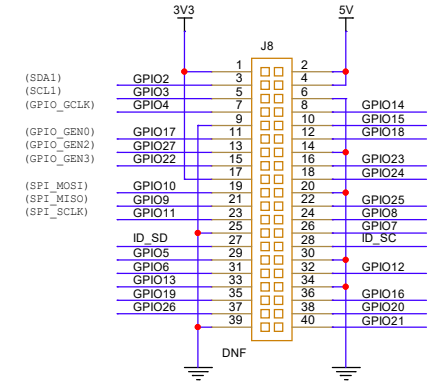 3V3 5V
J8
1 2
(SDA1) GPIO2 3 4
(SCL1) GPIO3 5 6
(GPIO_GCLK) GPIO4 7 8 GPIO14
9 10 GPIO15
(GPIO_GEN0) GPIO17 11 12 GPIO18
(GPIO_GEN2) GPIO27 13 14
(GPIO_GEN3) GPIO22 15 16 GPIO23
17 18 GPIO24
(SPI_MOSI) GPIO10 19 20
(SPI_MISO) GPIO9 21 22 GPIO25
(SPI_SCLK) GPIO11 23 24 GPIO8
25 26 GPIO7
ID_SD 27 28 ID_SC
GPIO5 29 30
GPIO6 31 32 GPIO12
GPIO13 33 34
GPIO19 35 36 GPIO16
GPIO26 37 38 GPIO20
39 40 GPIO21
DNF